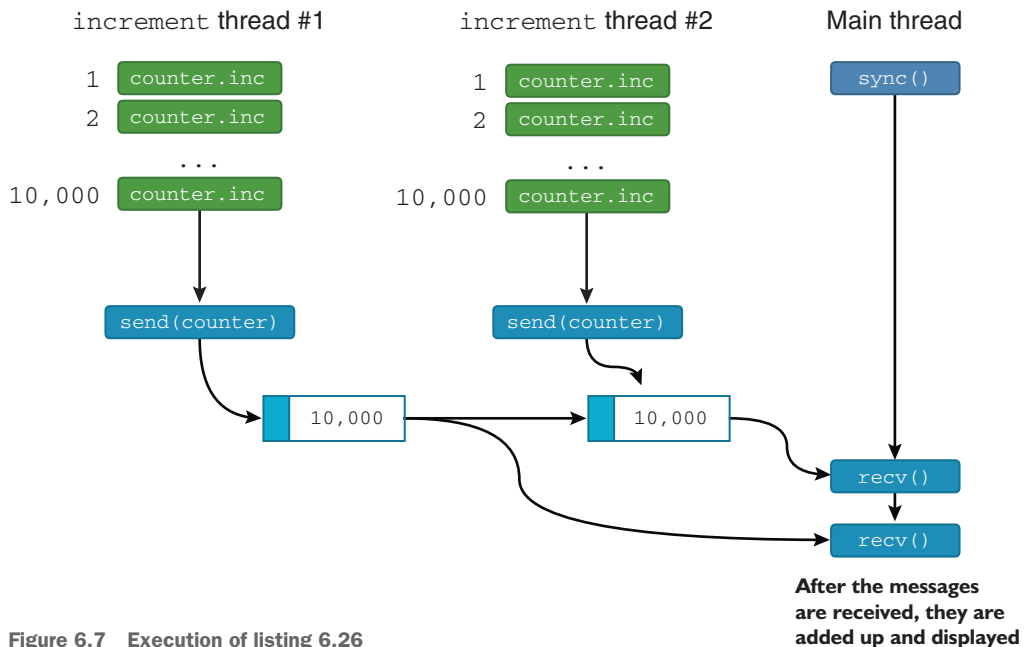 increment thread #1
increment thread #2
Main thread
1 counter.inc
2 counter.inc
...
10,000 counter.inc
send(counter)
1 counter.inc
2 counter.inc
...
10,000 counter.inc
send(counter)
sync()
10,000
10,000
recv()
recv()
After the messages
are received, they are
added up and displayed
Figure 6.7 Execution of listing 6.26